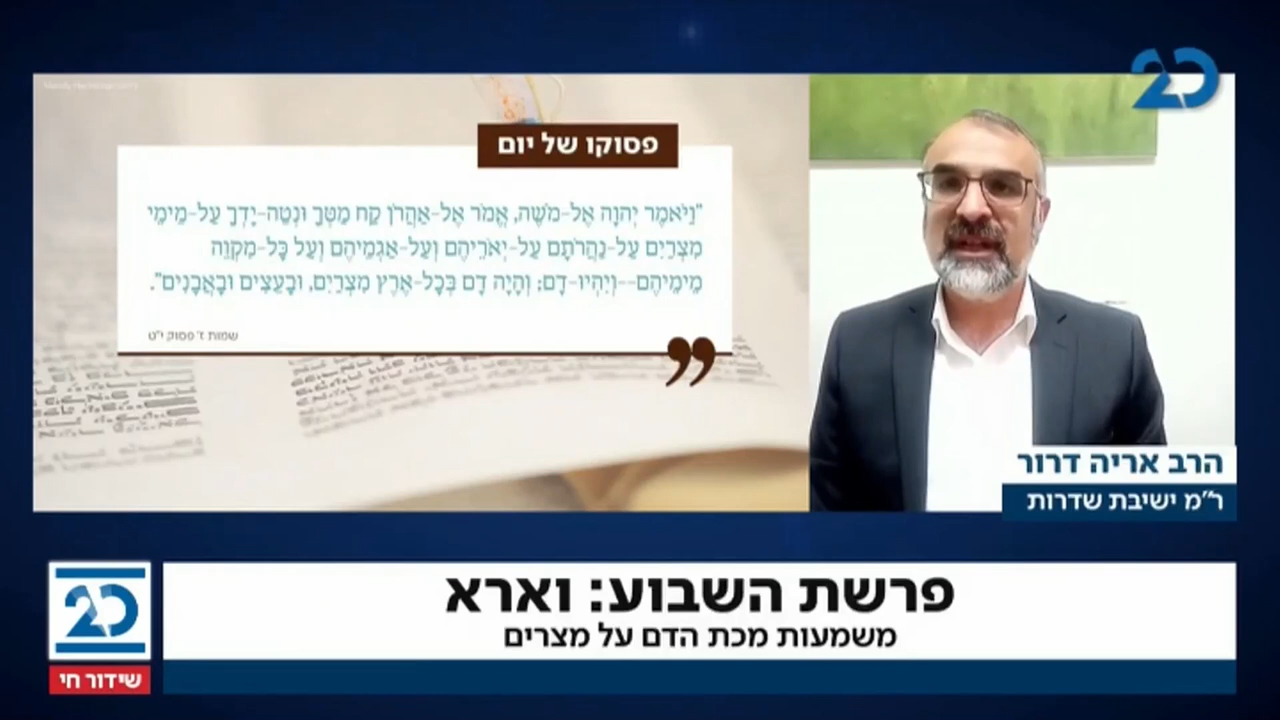 20
פסוקו של יום
"וַיֹּאמֶר יְהוָה אֶל-מֹשֶׁה, אֱמֹר אֶל-אַהֲרֹן קַח מַטְּךָ וּנְטֵה-יָדְךָ עַל-מֵימֵי
מִצְרַיִם עַל-נַהֲרֹתָם עַל-יְאֹרֵיהֶם וְעַל-אַגְמֵיהֶם וְעַל כָּל-מִקְוֵה
מֵימֵיהֶם--וְיִהְיוּ-דָם; וְהָיָה דָם בְּכָל-אֶרֶץ מִצְרַיִם, וּבָעֵצִים וּבָאֲבָנִים".
שמות ז' פסוק י"ט
הרב אריה דרור
ר"מ ישיבת שדרות
פרשת השבוע: וארא
משמעות מכת הדם על מצרים
20
שידור חי